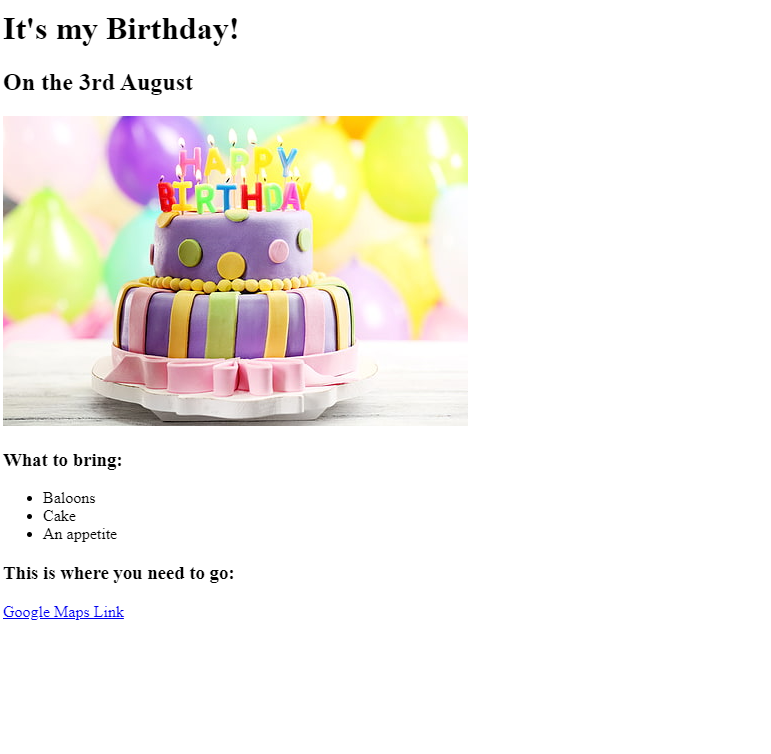 It's my Birthday!
On the 3rd August
HAPPY
BIRTHDAY
What to bring:
Baloons
Cake
An appetite
This is where you need to go:
Google Maps Link